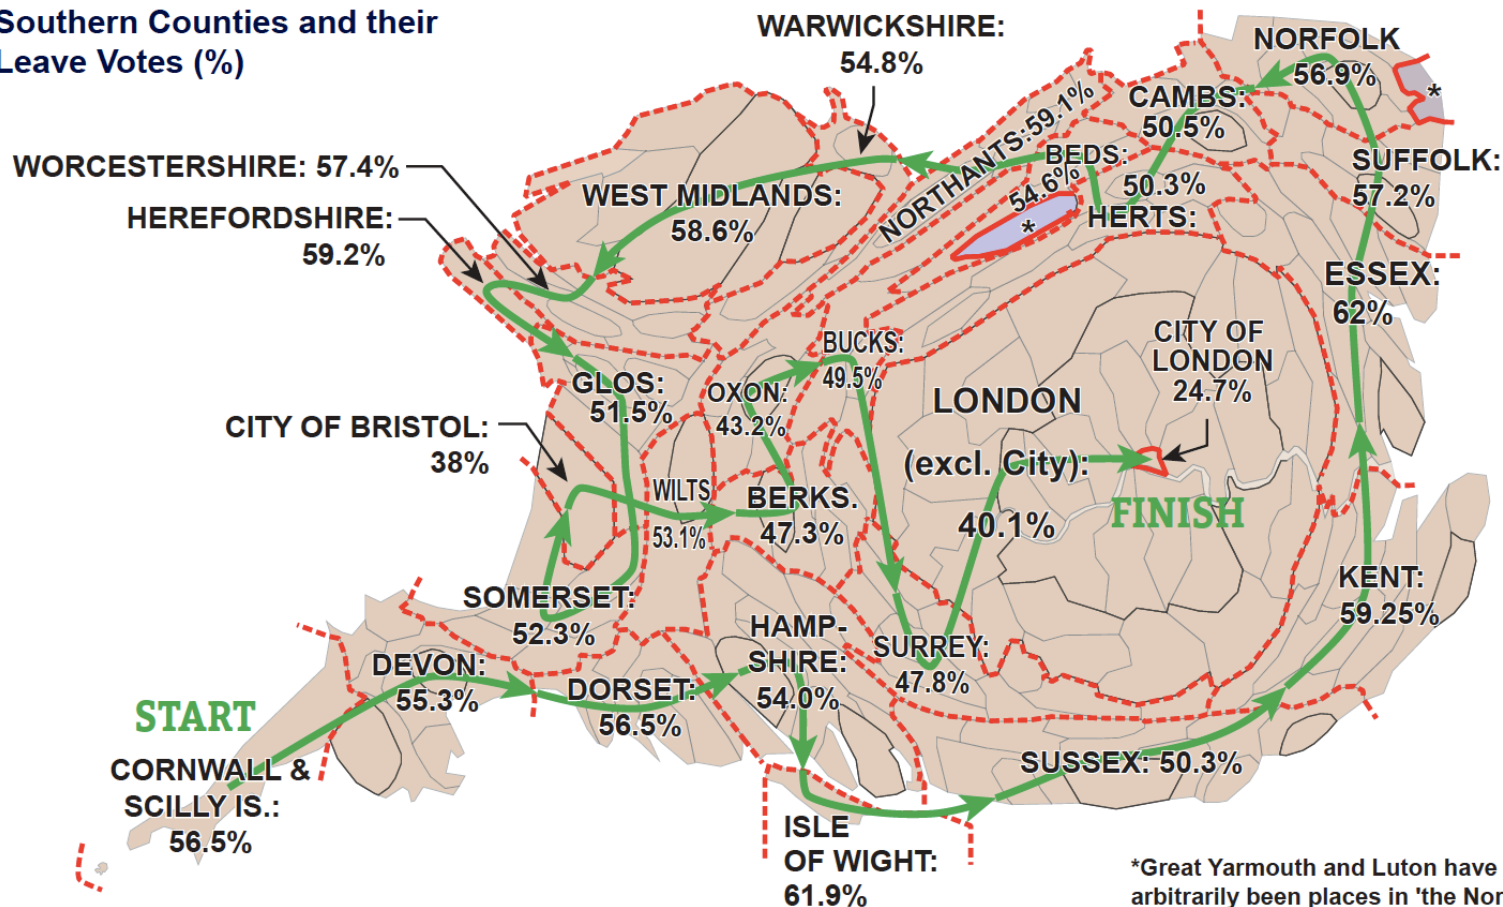 Southern Counties and their
Leave Votes (%)
WARWICKSHIRE:
54.8%
NORFOLK
56.9%
*
CAMBS:
50.5%
NORTHANTS:59.1%
BEDS:
54.6%
*
50.3%
HERTS:
SUFFOLK:
57.2%
WORCESTERSHIRE: 57.4%
HEREFORDSHIRE:
59.2%
WEST MIDLANDS:
58.6%
ESSEX:
62%
CITY OF
LONDON
24.7%
BUCKS:
49.5%
GLOS:
51.5%
OXON:
43.2%
LONDON
(excl. City):
40.1%
CITY OF BRISTOL:
38%
WILTS
53.1%
BERKS.
47.3%
FINISH
KENT:
59.25%
SOMERSET:
52.3%
HAMP-
SHIRE:
54.0%
SURREY:
47.8%
DEVON:
55.3%
DORSET:
56.5%
START
CORNWALL &
SCILLY IS.:
56.5%
SUSSEX: 50.3%
ISLE
OF WIGHT:
61.9%
*Great Yarmouth and Luton have
arbitrarily been places in 'the Nor